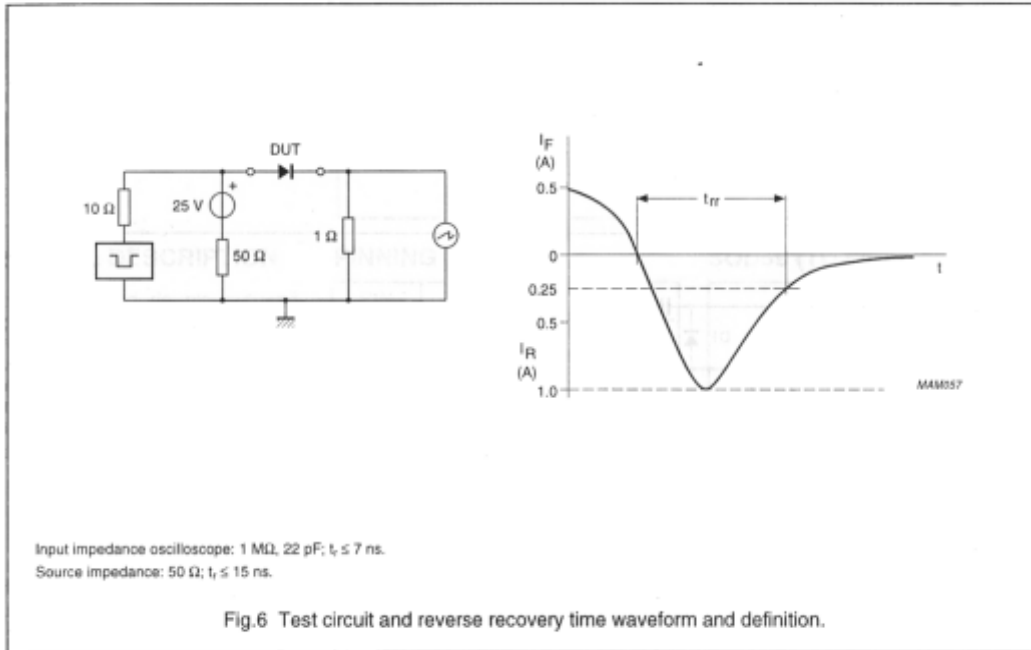 DUT
+
10 Ω
25 V
50 Ω
1 Ω
I_F
(A)
0.5
t_rr
0
t
0.25
0.5
I_R
(A)
1.0
MAM057
Input impedance oscilloscope: 1 MΩ, 22 pF; t_r ≤ 7 ns.
Source impedance: 50 Ω; t_r ≤ 15 ns.
Fig.6 Test circuit and reverse recovery time waveform and definition.